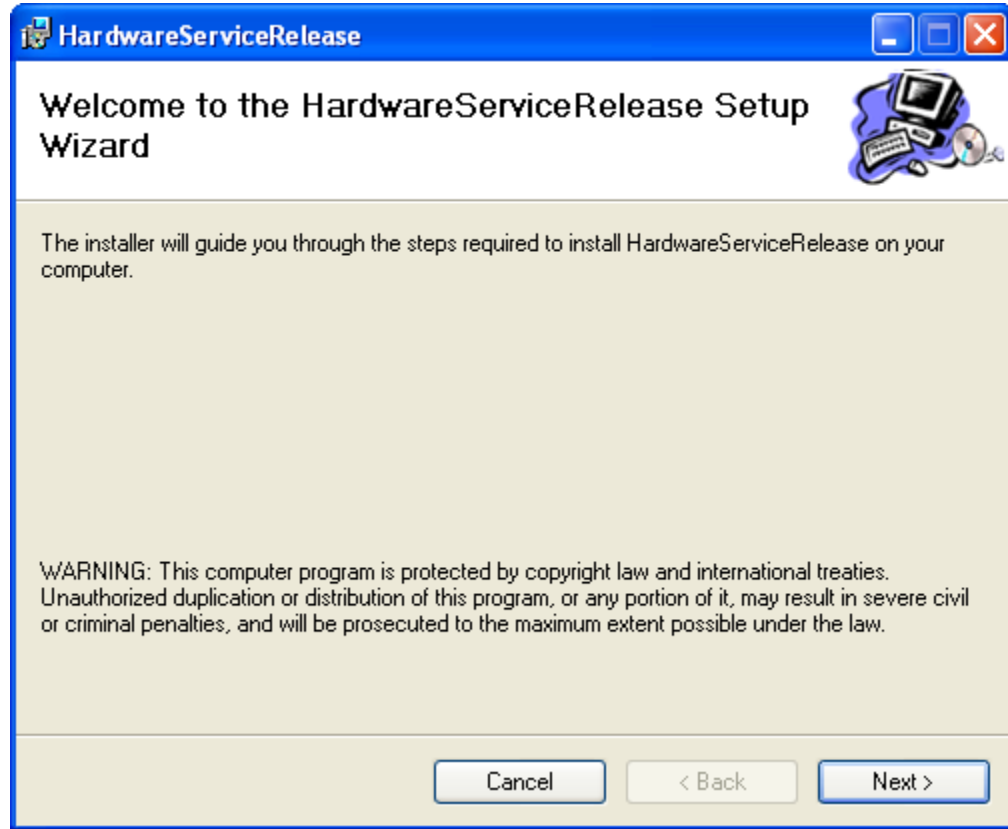 HardwareServiceRelease
Welcome to the HardwareServiceRelease Setup
Wizard
The installer will guide you through the steps required to install HardwareServiceRelease on your
computer.
WARNING: This computer program is protected by copyright law and international treaties.
Unauthorized duplication or distribution of this program, or any portion of it, may result in severe civil
or criminal penalties, and will be prosecuted to the maximum extent possible under the law.
Cancel
< Back
Next >